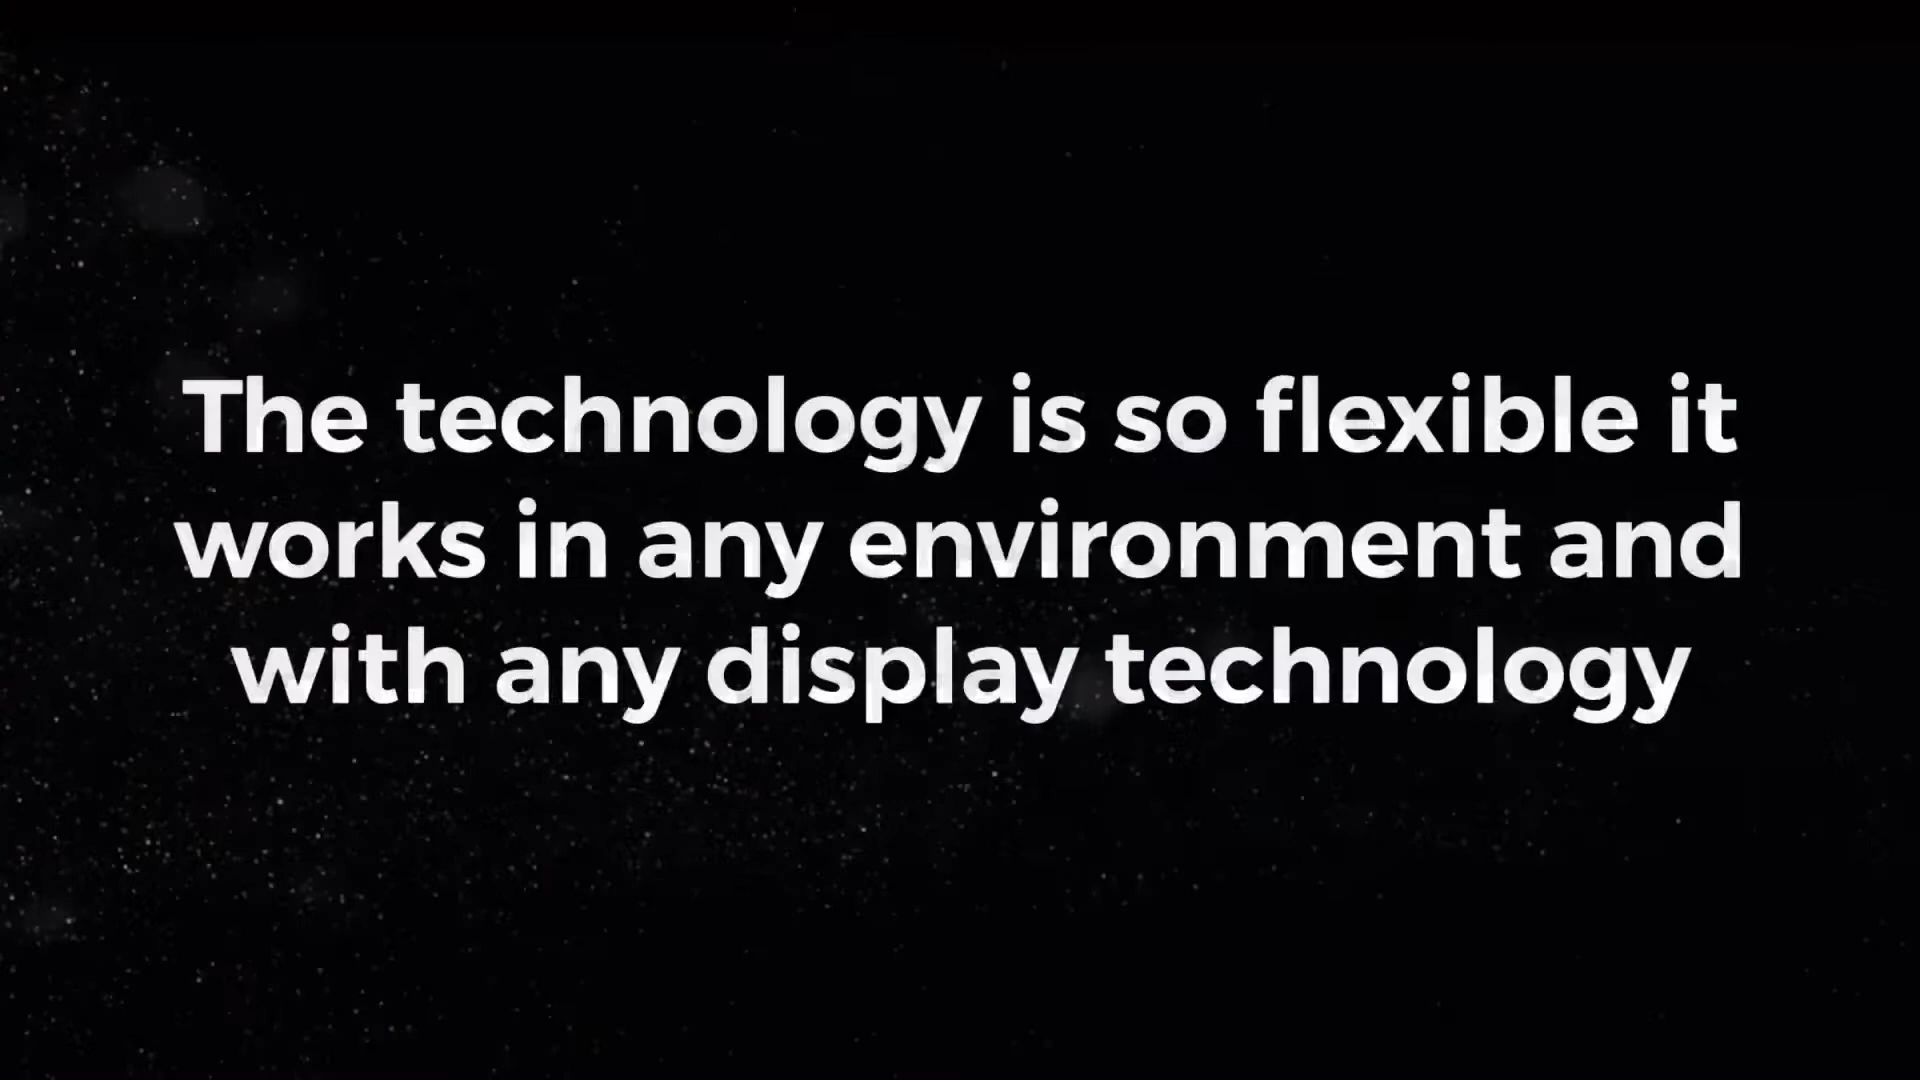 The technology is so flexible it
works in any environment and
with any display technology